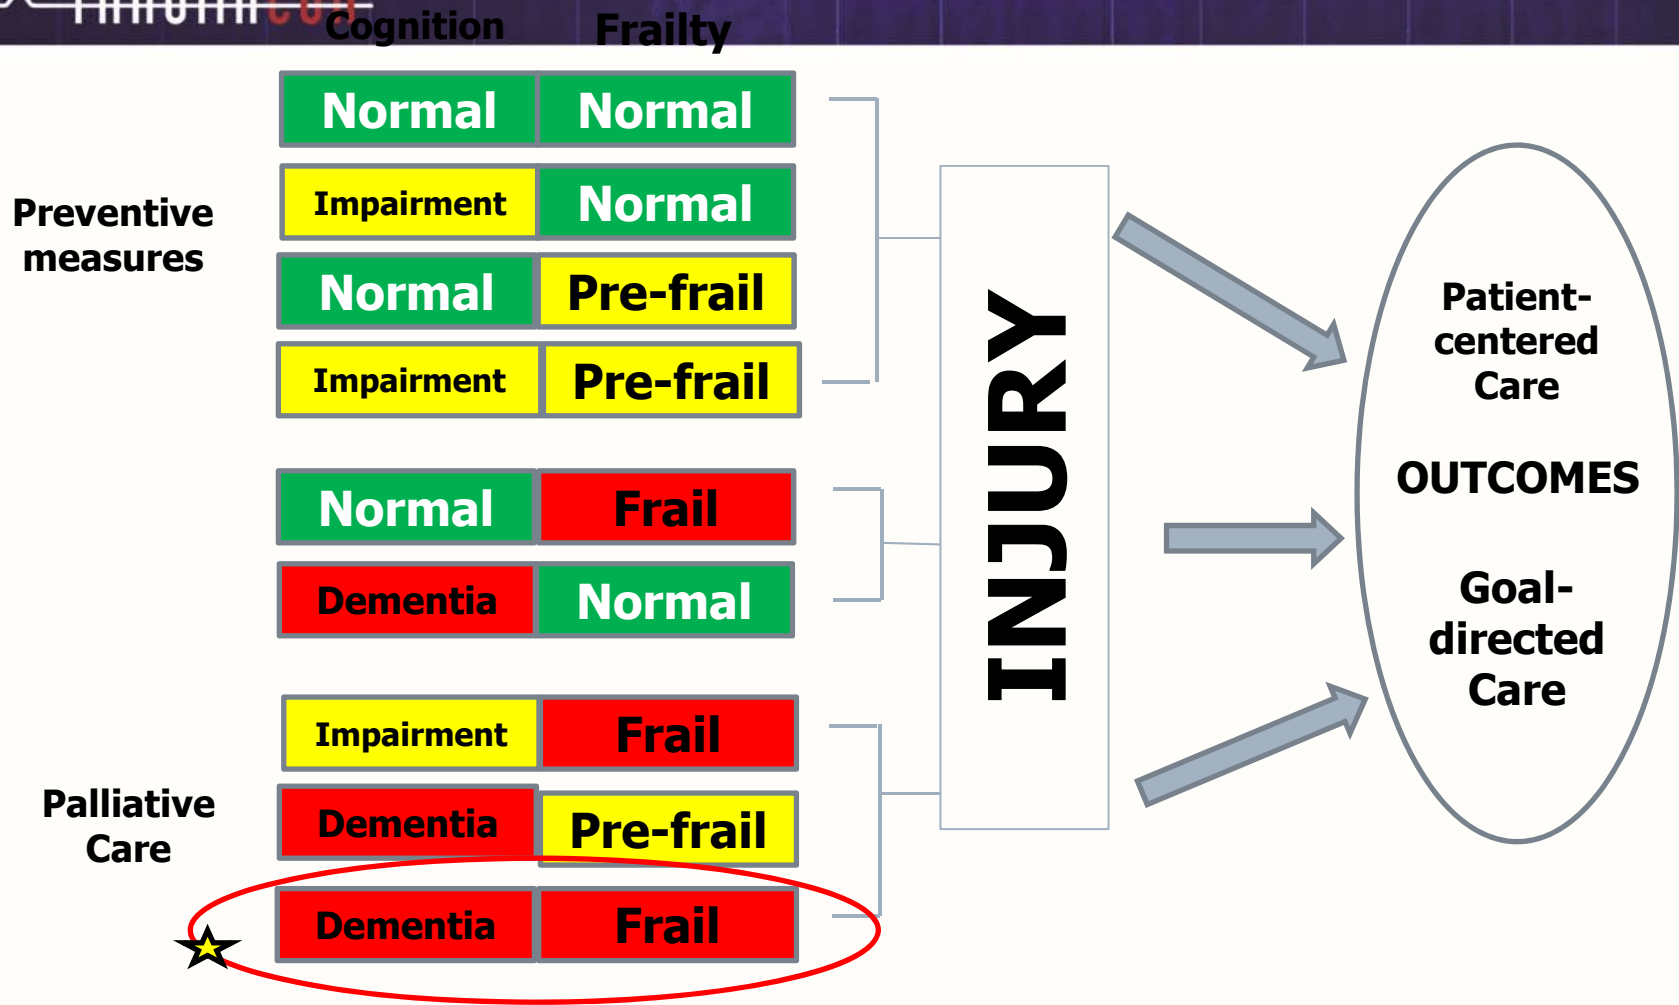 Cognition Frailty
Normal Normal
Impairment Normal
Preventive
measures
Normal Pre-frail
Impairment Pre-frail
Normal Frail
Dementia Normal
Impairment Frail
Palliative
Care
Dementia Pre-frail
Dementia Frail
INJURY
Patient-
centered
Care
OUTCOMES
Goal-
directed
Care